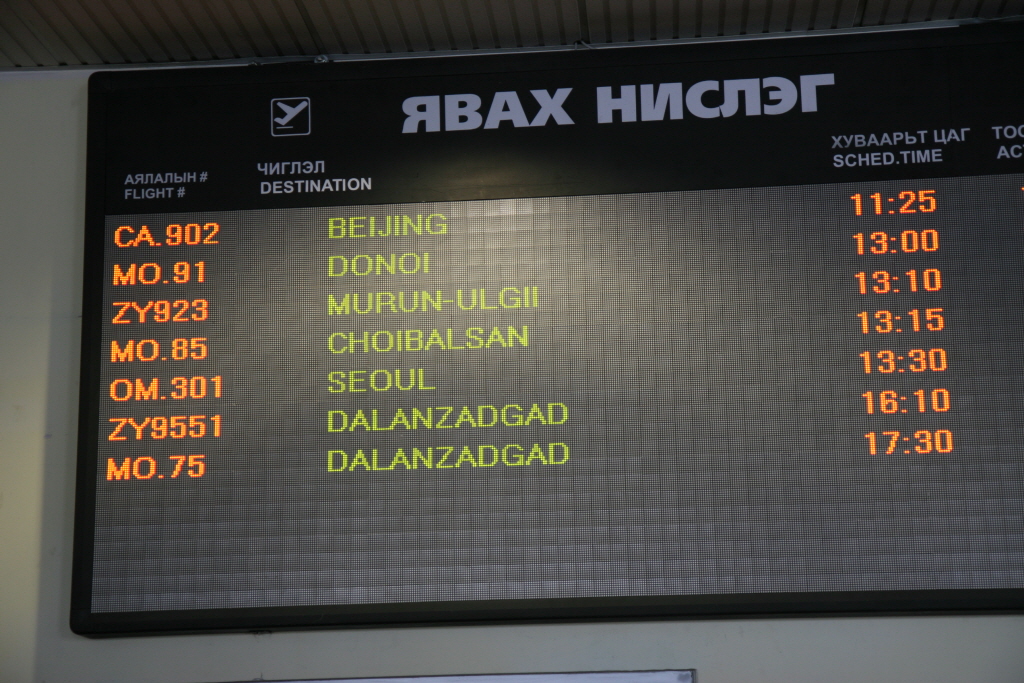 ЯВАХ НИСЛЭГ
АЯЛАЛЫН # ЧИГЛЭЛ ХУВААРЬТ ЦАГ
FLIGHT # DESTINATION SCHED.TIME
CA.902 BEIJING 11:25
MO.91 DONOI 13:00
ZY923 MURUN-ULGII 13:10
MO.85 CHOIBALSAN 13:15
OM.301 SEOUL 13:30
ZY9551 DALANZADGAD 16:10
MO.75 DALANZADGAD 17:30